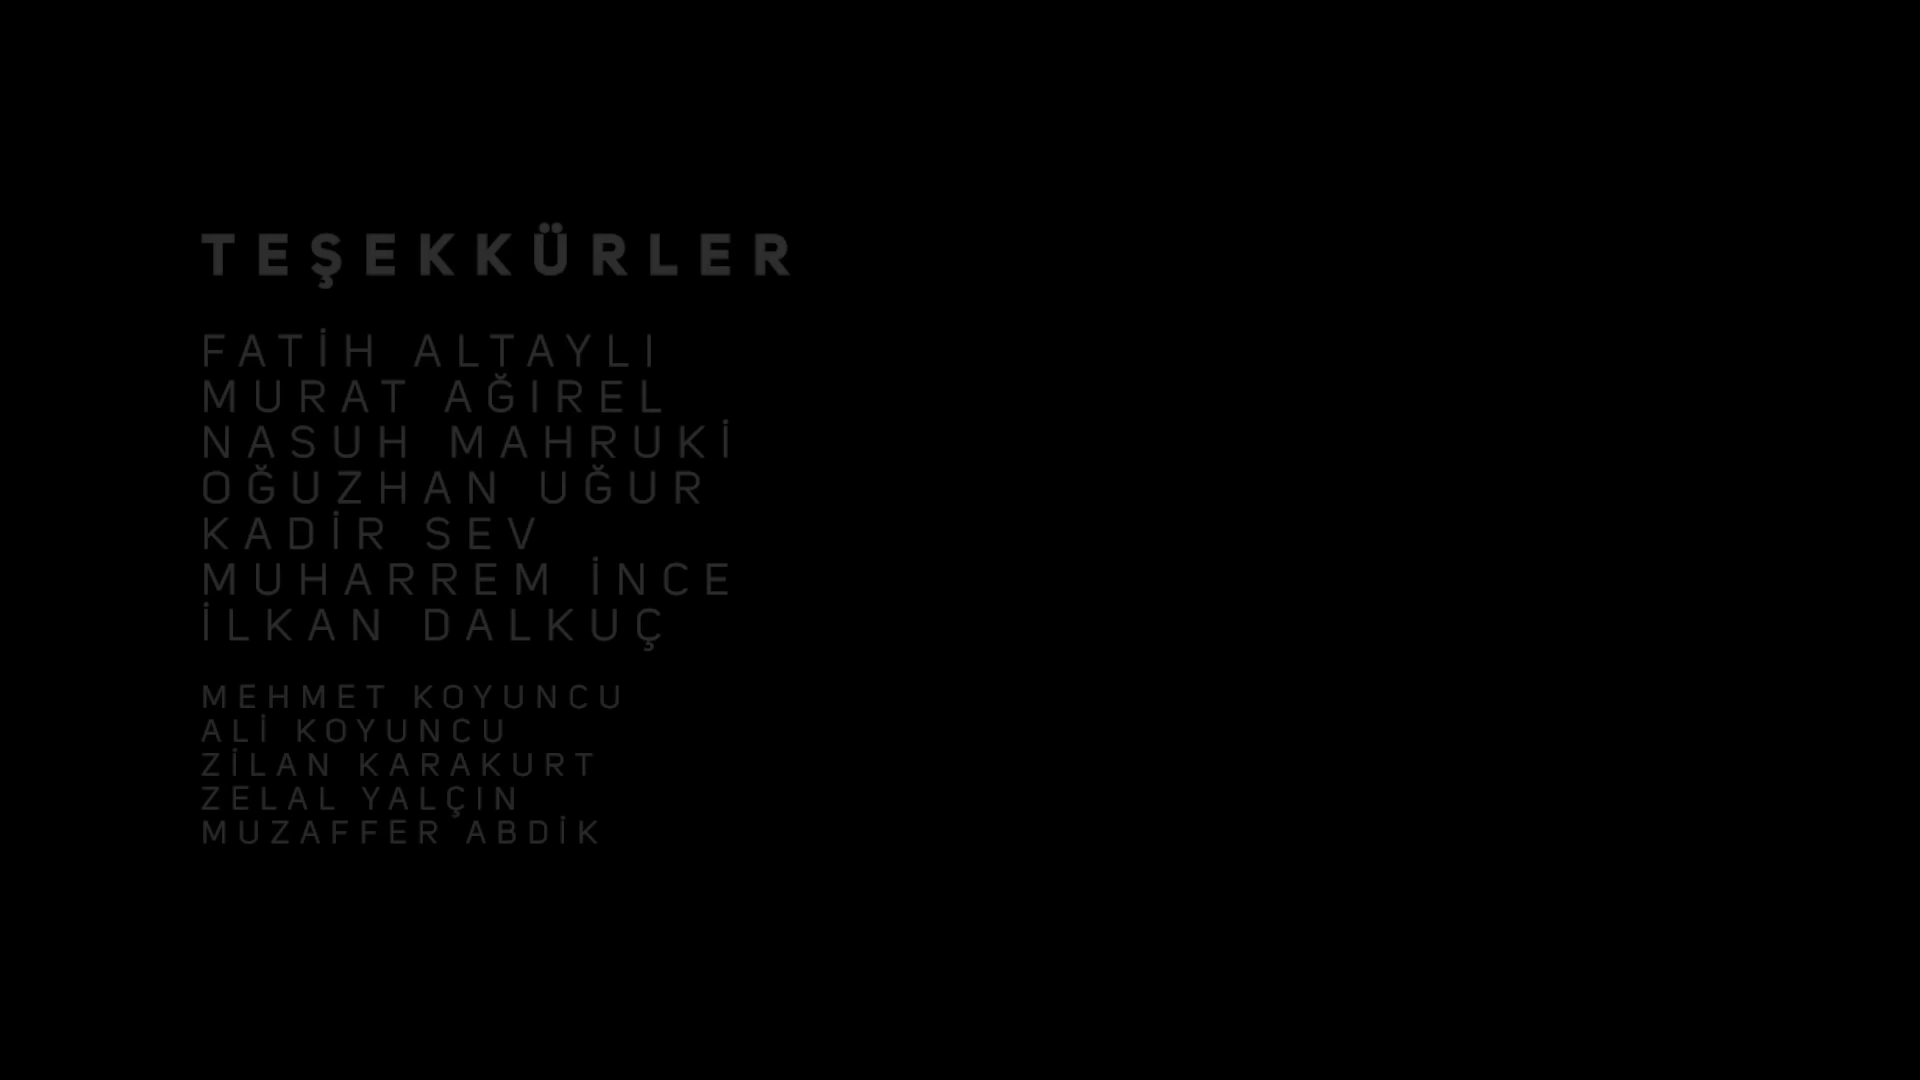 TEŞEKKÜRLER
FATİH ALTAYLI
MURAT AĞIREL
NASUH MAHRUKİ
OĞUZHAN UĞUR
KADİR SEV
MUHARREM İNCE
İLKAN DALKUÇ
MEHMET KOYUNCU
ALİ KOYUNCU
ZİLAN KARAKURT
ZELAL YALÇIN
MUZAFFER ABDİK